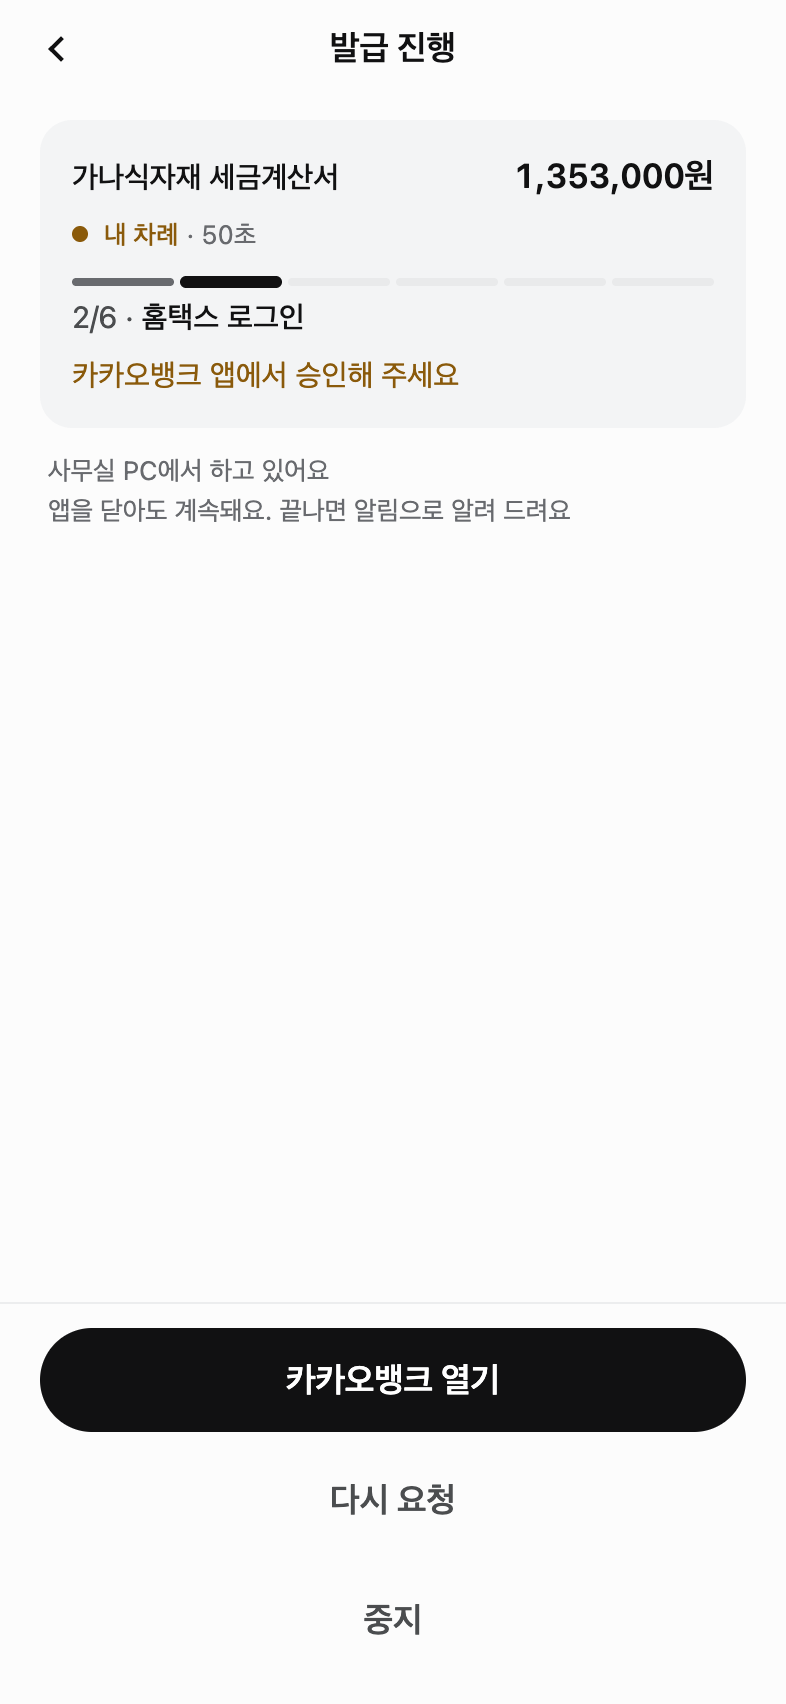 발급 진행
가나식자재 세금계산서 1,353,000원
내 차례 · 50초
2/6 · 홈택스 로그인
카카오뱅크 앱에서 승인해 주세요
사무실 PC에서 하고 있어요
앱을 닫아도 계속돼요. 끝나면 알림으로 알려 드려요
카카오뱅크 열기
다시 요청
중지